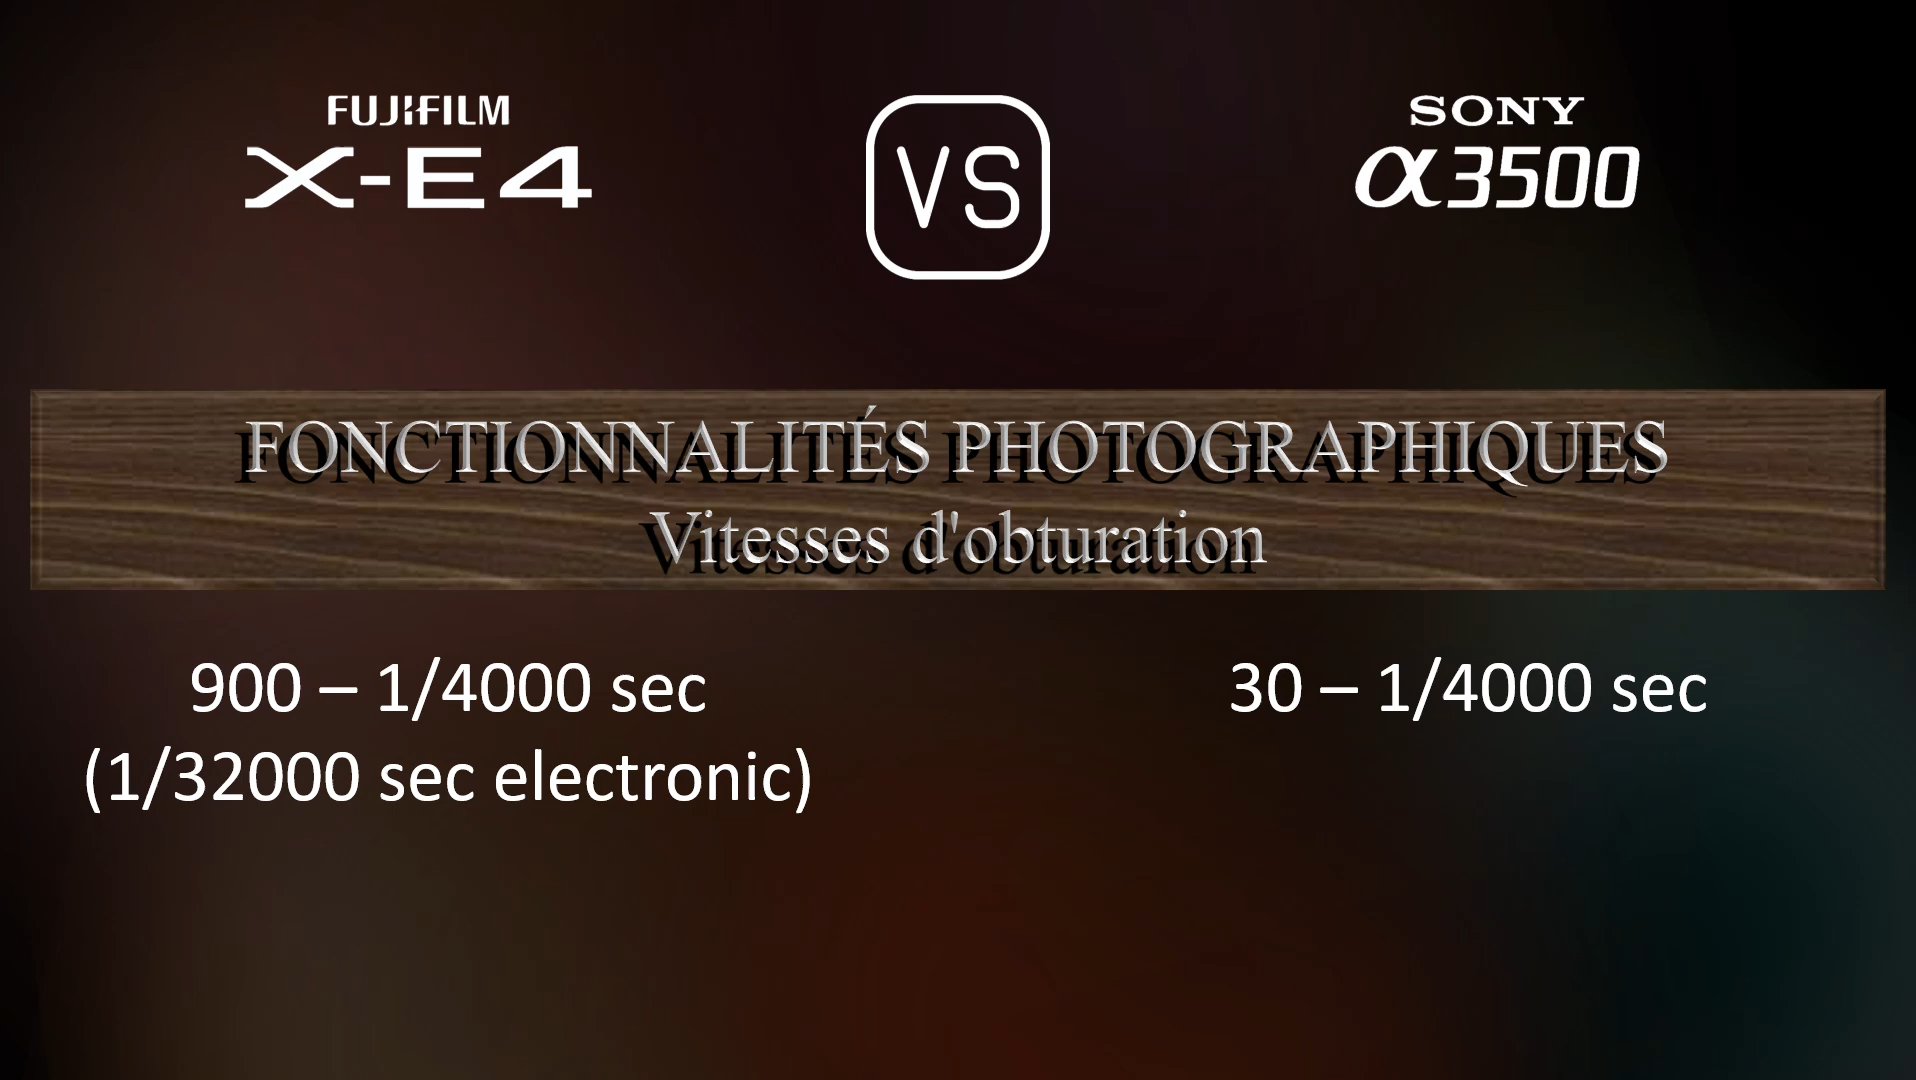 FUJIFILM
X-E4
VS
SONY
α3500
FONCTIONNALITÉS PHOTOGRAPHIQUES
Vitesses d'obturation
900 – 1/4000 sec
(1/32000 sec electronic)
30 – 1/4000 sec